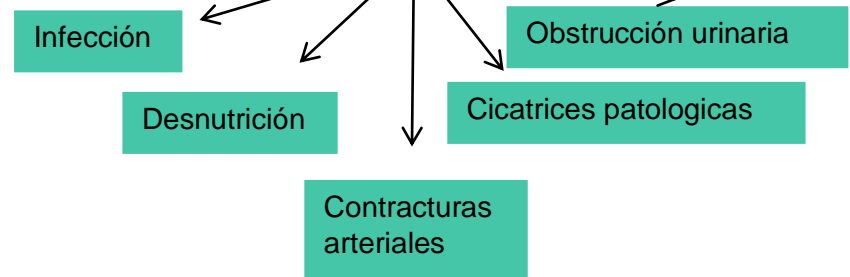 Infección
Obstrucción urinaria
Desnutrición
Cicatrices patologicas
Contracturas
arteriales